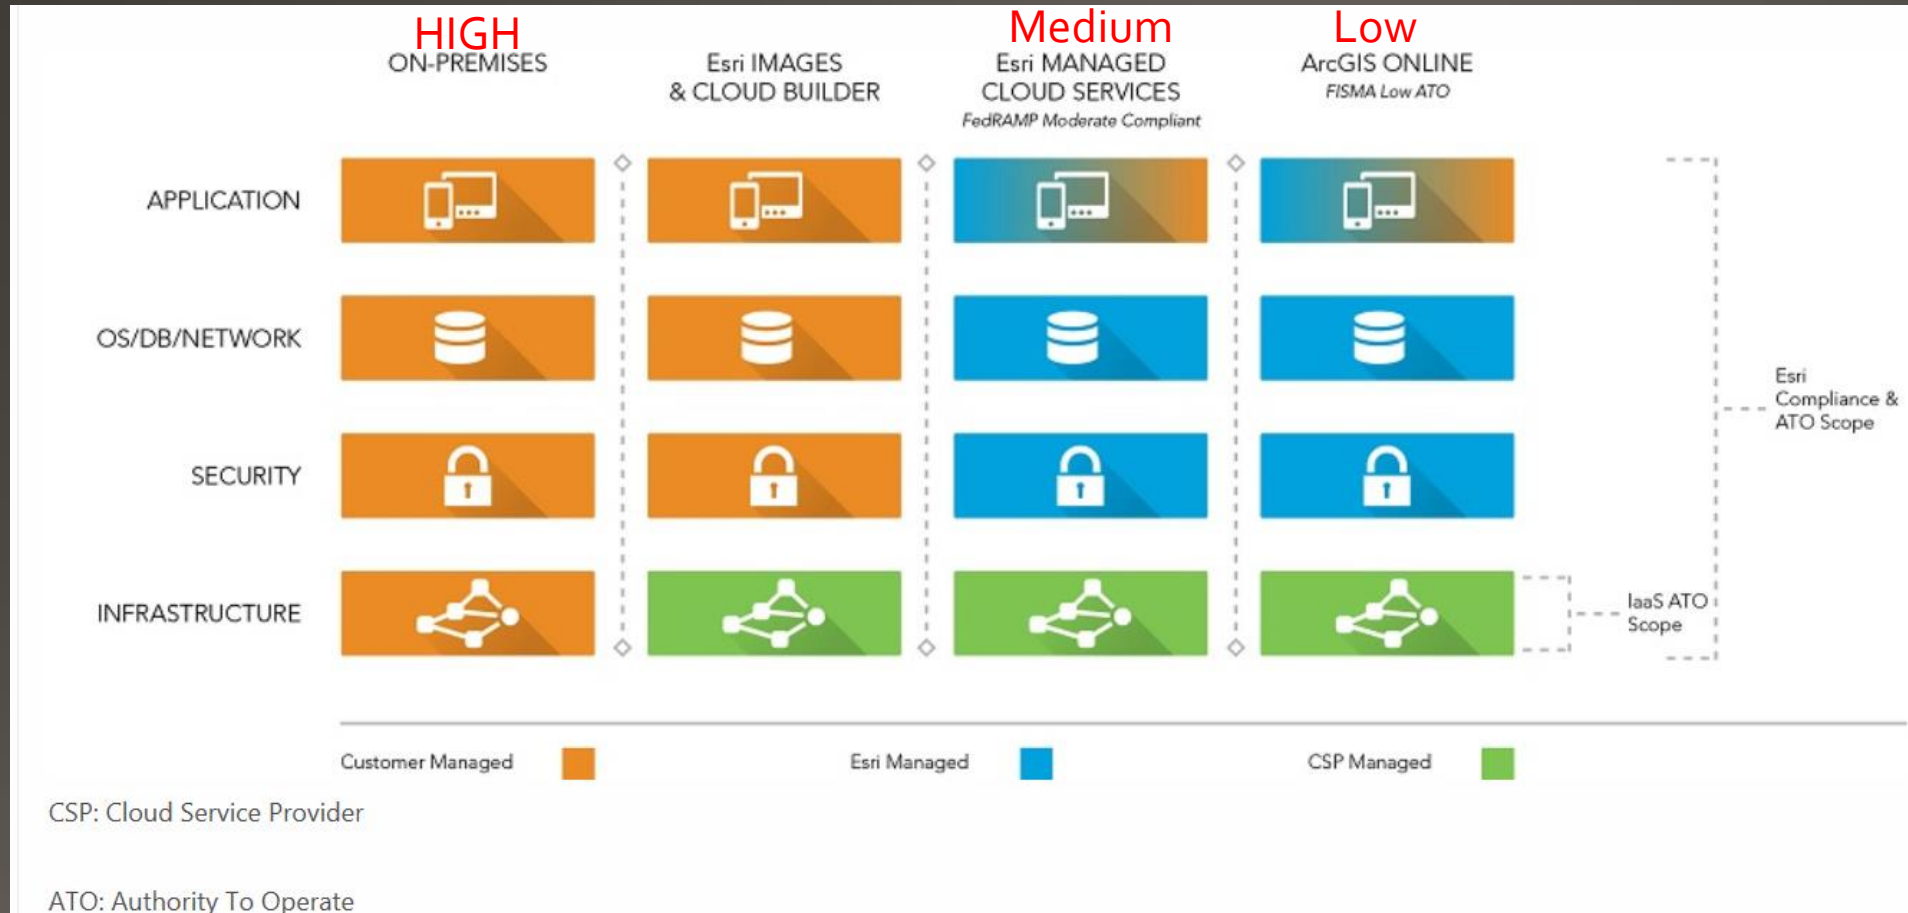 HIGH
Medium
Low
ON-PREMISES
Esri IMAGES
& CLOUD BUILDER
Esri MANAGED
CLOUD SERVICES
FedRAMP Moderate Compliant
ArcGIS ONLINE
FISMA Low ATO
APPLICATION
OS/DB/NETWORK
SECURITY
INFRASTRUCTURE
Esri
Compliance &
ATO Scope
IaaS ATO
Scope
Customer Managed
Esri Managed
CSP Managed
CSP: Cloud Service Provider
ATO: Authority To Operate